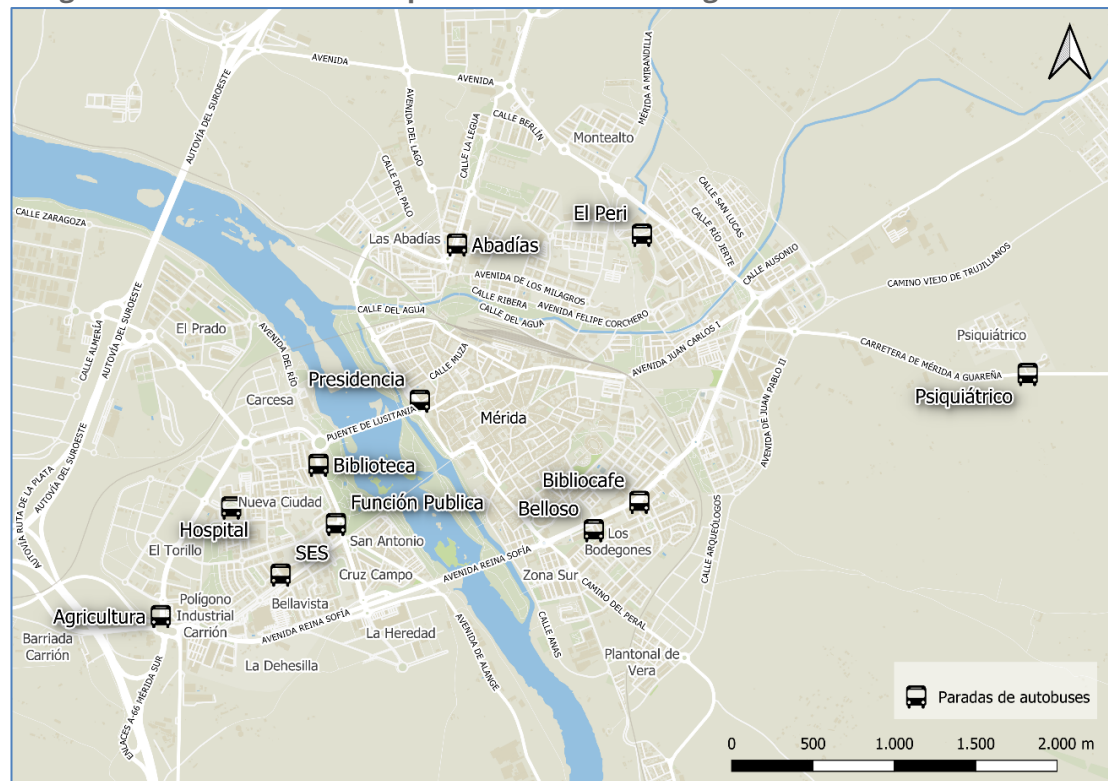 AUTOVÍA DEL SUROESTE
AVENIDA
AVENIDA
MÉRIDA A MIRANDILLA
AVENIDA DEL LAGO
CALLE LA LEGUA
CALLE BERLÍN
Montealto
CALLE DEL PALO
CALLE SAN LUCAS
CALLE RÍO JERTE
CALLE ZARAGOZA
El Peri
Las Abadías
Abadías
CALLE AUSONIO
AVENIDA DE LOS MILAGROS
CAMINO VIEJO DE TRUJILLANOS
CALLE RIBERA
AVENIDA FELIPE CORCHERO
CALLE DEL AGUA
CALLE DEL AGUA
AUTOVÍA DEL SUROESTE
El Prado
CALLE ALMERÍA
AUTOVÍA DEL SUROESTE
AVENIDA DEL RÍO
CALLE MUZA
AVENIDA JUAN CARLOS I
Psiquiátrico
CARRETERA DE MÉRIDA A GUAREÑA
Presidencia
AVENIDA DE JUAN PABLO II
Psiquiátrico
Carcesa
PUENTE DE LUSITANIA
Mérida
Biblioteca
AUTOVÍA RUTA DE LA PLATA
AUTOVÍA DEL SUROESTE
Bibliocafe
Nueva Ciudad
Función Publica
Belloso
Hospital
Los
Bodegones
CALLE ARQUEÓLOGOS
El Torillo
SES
San Antonio
AVENIDA REINA SOFÍA
Cruz Campo
Zona Sur
CAMINO DEL PERAL
Agricultura
Polígono
Industrial
Carrión
Bellavista
AVENIDA REINA SOFÍA
Barriada
Carrión
La Heredad
CALLE ANAS
La Dehesilla
AVENIDA DE ALANGE
Plantonal de
Vera
ENLACES A-66 MÉRIDA SUR
Paradas de autobuses
0 500 1.000 1.500 2.000 m